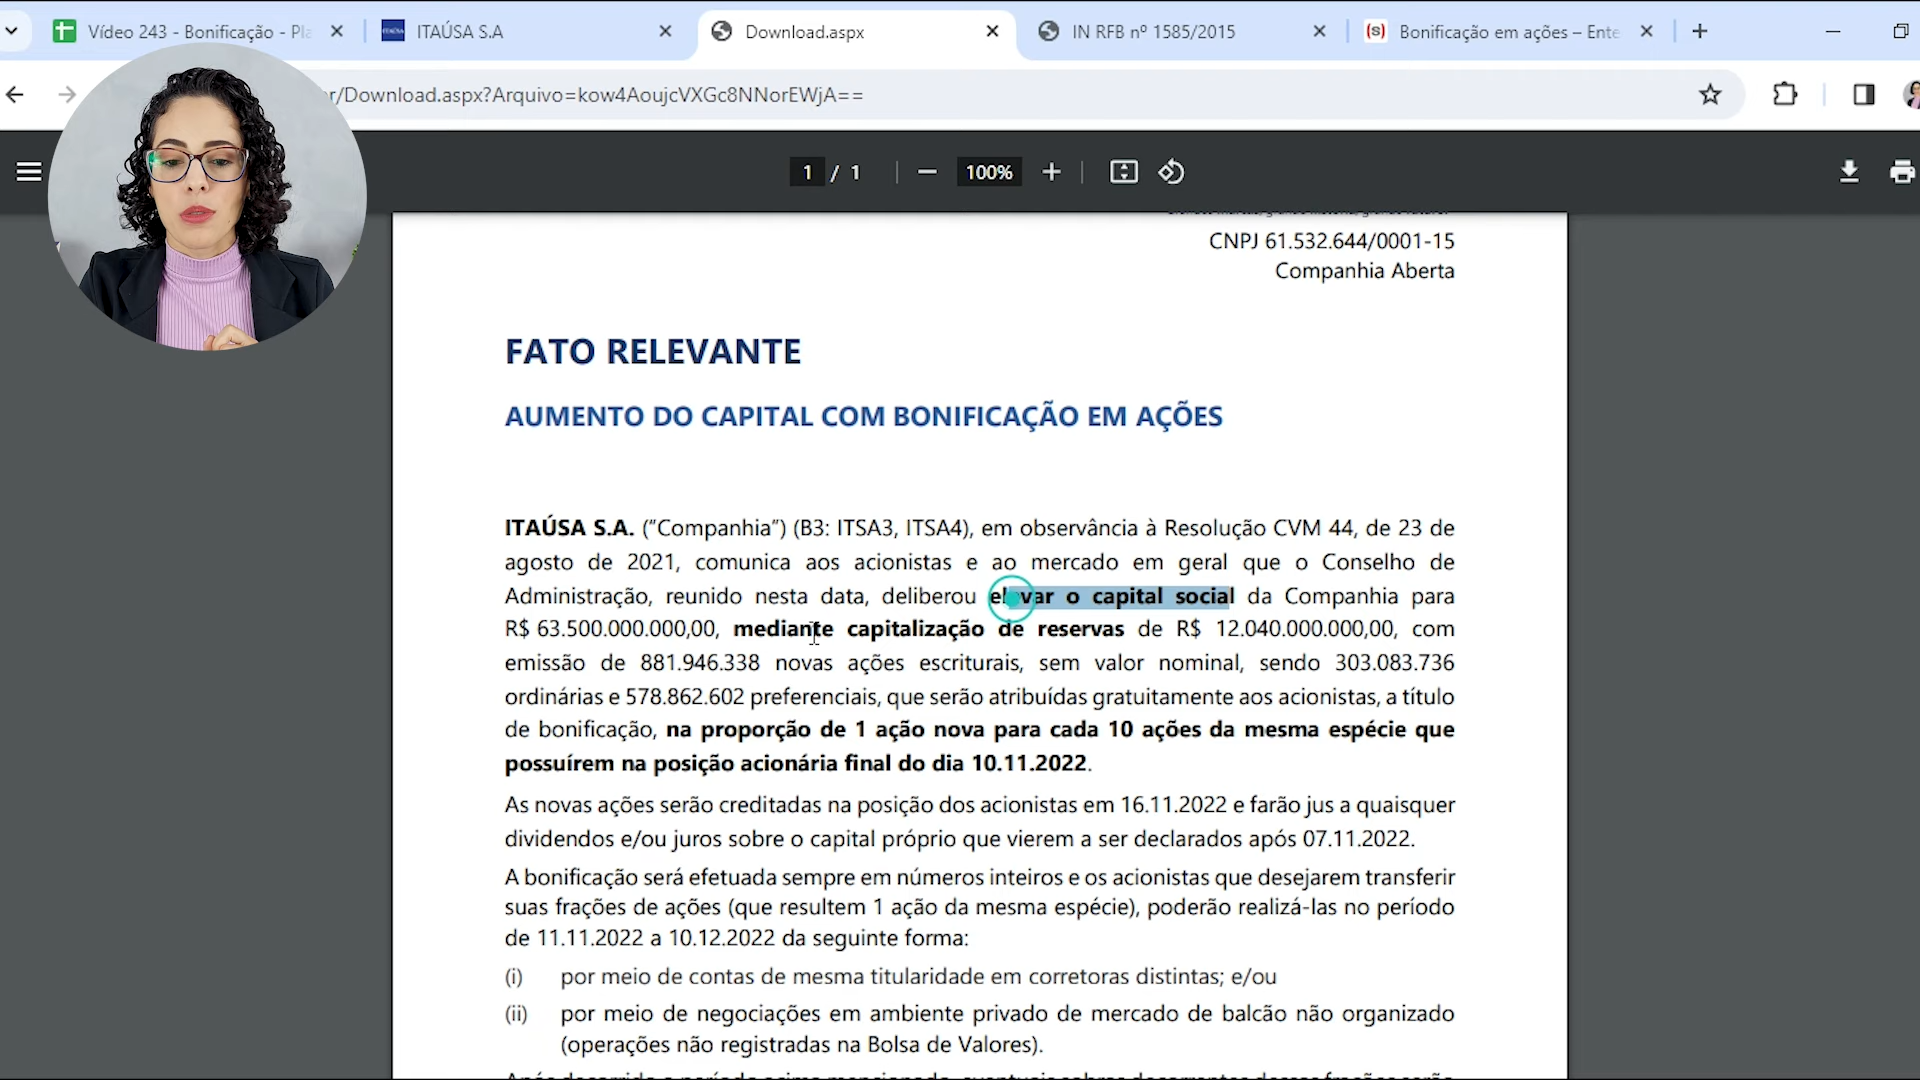 Vídeo 243 - Bonificação - Pla
ITAÚSA S.A
Download.aspx
IN RFB nº 1585/2015
(s) Bonificação em ações – Ente
r/Download.aspx?Arquivo=kow4AoujcVXGc8NNorEWjA==
1 / 1
100%
CNPJ 61.532.644/0001-15
Companhia Aberta
FATO RELEVANTE
AUMENTO DO CAPITAL COM BONIFICAÇÃO EM AÇÕES
ITAÚSA S.A. (“Companhia”) (B3: ITSA3, ITSA4), em observância à Resolução CVM 44, de 23 de
agosto de 2021, comunica aos acionistas e ao mercado em geral que o Conselho de
Administração, reunido nesta data, deliberou elevar o capital social da Companhia para
R$ 63.500.000.000,00, mediante capitalização de reservas de R$ 12.040.000.000,00, com
emissão de 881.946.338 novas ações escriturais, sem valor nominal, sendo 303.083.736
ordinárias e 578.862.602 preferenciais, que serão atribuídas gratuitamente aos acionistas, a título
de bonificação, na proporção de 1 ação nova para cada 10 ações da mesma espécie que
possuírem na posição acionária final do dia 10.11.2022.
As novas ações serão creditadas na posição dos acionistas em 16.11.2022 e farão jus a quaisquer
dividendos e/ou juros sobre o capital próprio que vierem a ser declarados após 07.11.2022.
A bonificação será efetuada sempre em números inteiros e os acionistas que desejarem transferir
suas frações de ações (que resultem 1 ação da mesma espécie), poderão realizá-las no período
de 11.11.2022 a 10.12.2022 da seguinte forma:
(i) por meio de contas de mesma titularidade em corretoras distintas; e/ou
(ii) por meio de negociações em ambiente privado de mercado de balcão não organizado
(operações não registradas na Bolsa de Valores).